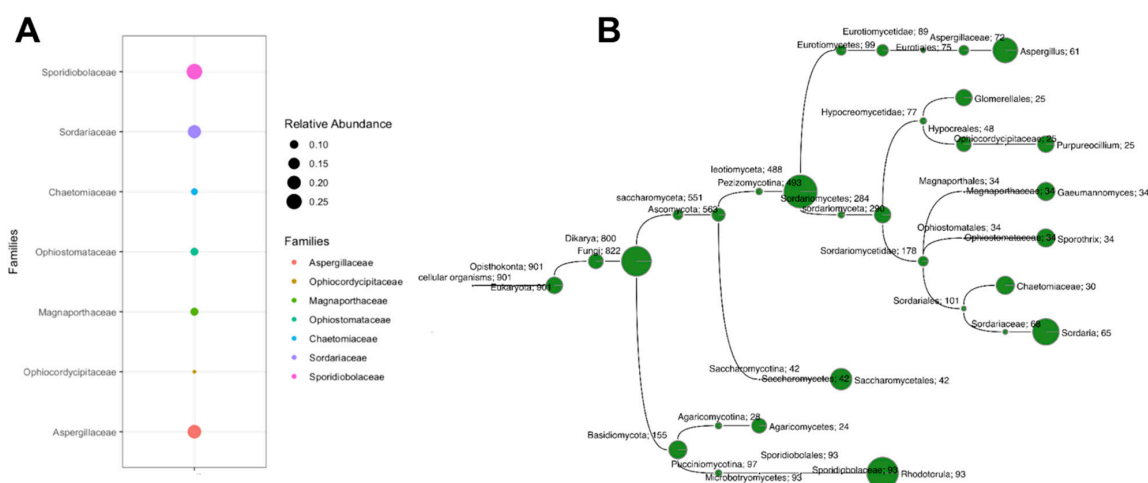 A
Sporidiobolaceae
Sordariaceae
Chaetomiaceae
Ophiostomataceae
Magnaporthaceae
Ophiocordycipitaceae
Aspergillaceae
Families
Relative Abundance
0.10
0.15
0.20
0.25
Families
Aspergillaceae
Ophiocordycipitaceae
Magnaporthaceae
Ophiostomataceae
Chaetomiaceae
Sordariaceae
Sporidiobolaceae
B
Eurotiomycetidae; 89
Eurotiomycetes; 99
Eurotiales; 75
Aspergillaceae; 72
Aspergillus; 61
Hypocreomycetidae; 77
Glomerellales; 25
Hypocreales; 48
Ophiocordycipitaceae; 25
Purpureocillium; 25
leotiomyceta; 488
Pezizomycotina; 493
Sordariomycetes; 284
sordariomyceta; 290
Magnaporthales; 34
Magnaporthaceae; 34
Gaeumannomyces; 34
Ophiostomatales; 34
Ophiostomataceae; 34
Sporothrix; 34
Sordariomycetidae; 178
Chaetomiaceae; 30
Sordariales; 101
Sordariaceae; 68
Sordaria; 65
saccharomyceta; 551
Ascomycota; 563
Dikarya; 800
Fungi; 822
Opisthokonta; 901
cellular organisms; 901
Eukaryota; 901
Saccharomycotina; 42
Saccharomycetes; 42
Saccharomycetales; 42
Agaricomycotina; 28
Agaricomycetes; 24
Basidiomycota; 155
Sporidiobolales; 93
Pucciniomycotina; 97
Microbotryomycetes; 93
Sporidiobolaceae; 93
Rhodotorula; 93